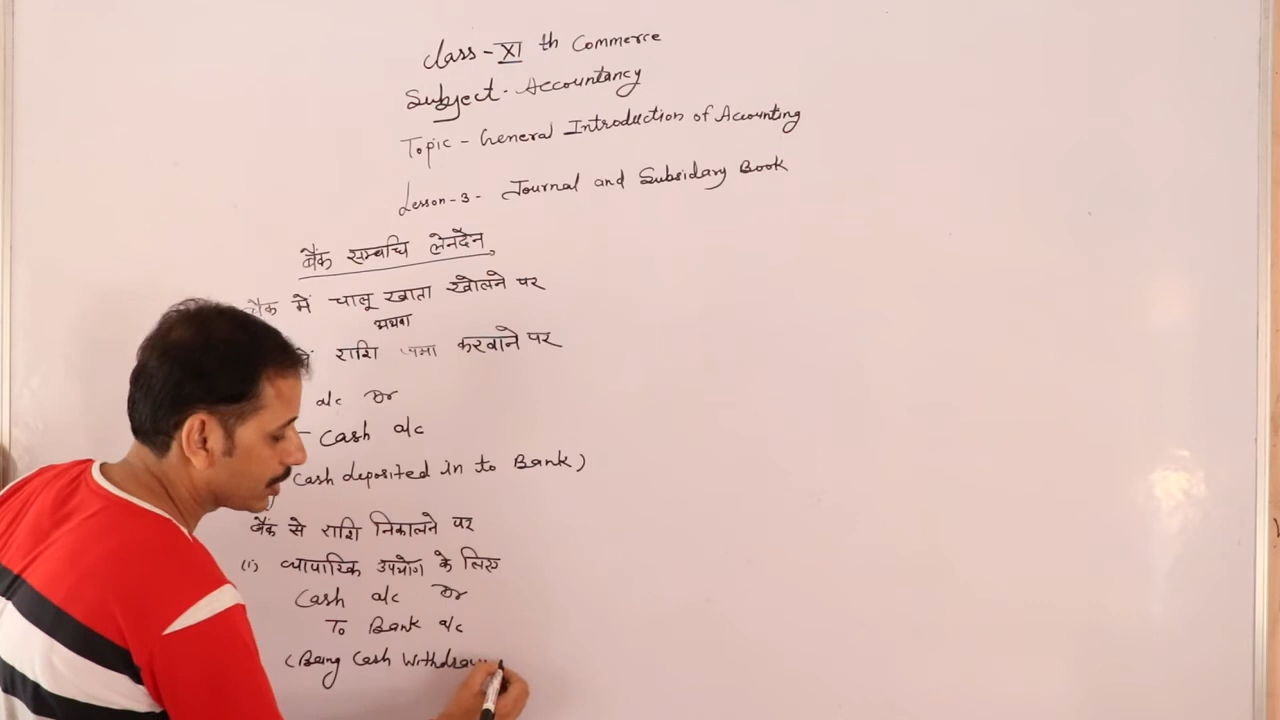 Class - XI th Commerce
Subject - Accountancy
Topic - General Introduction of Accounting
Lesson - 3 - Journal and Subsidary Book
बैंक सम्बधि लेनदेन
बैंक में चालू खाता खोलने पर
अथवा
राशि जमा करवाने पर
a/c Dr
Cash a/c
Cash deposited in to Bank)
बैंक से राशि निकालने पर
(i) व्यापारिक उपयोग के लिए
Cash a/c Dr
To Bank a/c
(Being Cash Withdraw